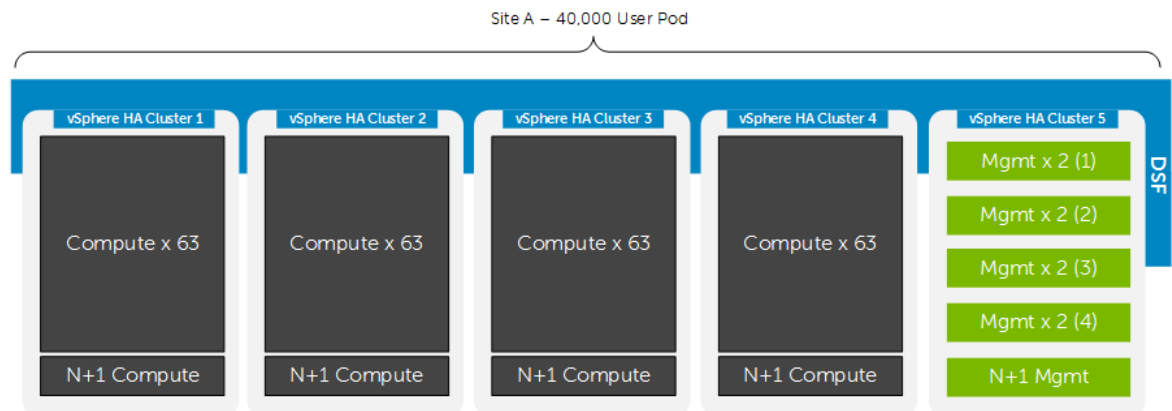 Site A – 40,000 User Pod
vSphere HA Cluster 1
vSphere HA Cluster 2
vSphere HA Cluster 3
vSphere HA Cluster 4
vSphere HA Cluster 5
Compute x 63
Compute x 63
Compute x 63
Compute x 63
Mgmt x 2 (1)
Mgmt x 2 (2)
Mgmt x 2 (3)
Mgmt x 2 (4)
DSF
N+1 Compute
N+1 Compute
N+1 Compute
N+1 Compute
N+1 Mgmt